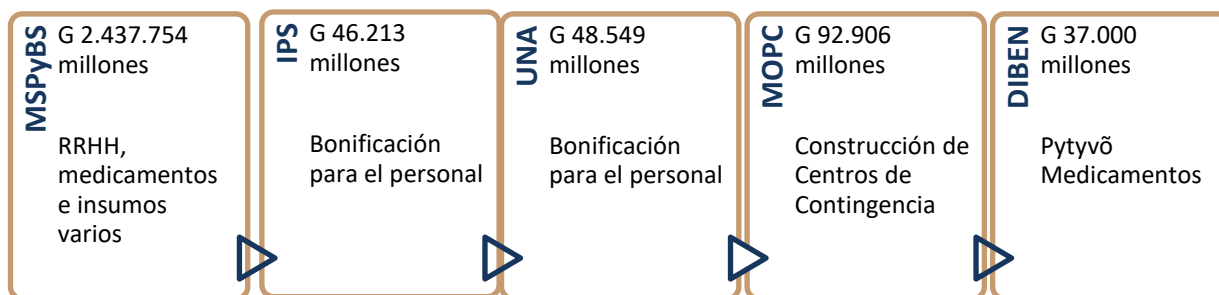 MSPyBS
G 2.437.754
millones
RRHH,
medicamentos
e insumos
varios
IPS
G 46.213
millones
Bonificación
para el personal
UNA
G 48.549
millones
Bonificación
para el personal
MOPC
G 92.906
millones
Construcción de
Centros de
Contingencia
DIBEN
G 37.000
millones
Pytyvõ
Medicamentos